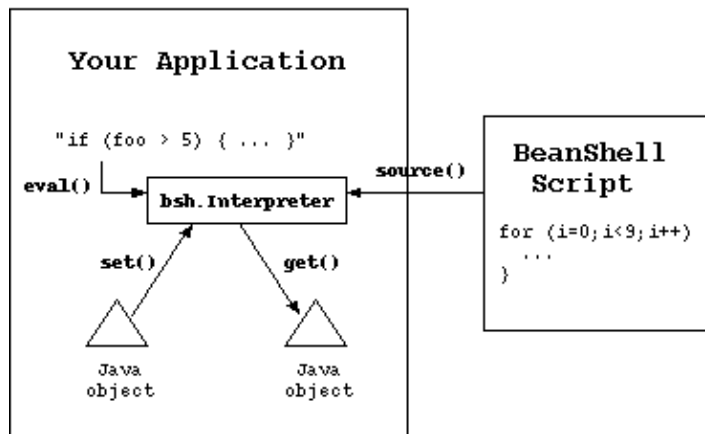 Your Application
"if (foo > 5) { ... }"
eval()
bsh.Interpreter
set()
get()
Java
object
Java
object
source()
BeanShell
Script
for (i=0;i<9;i++)
...
}